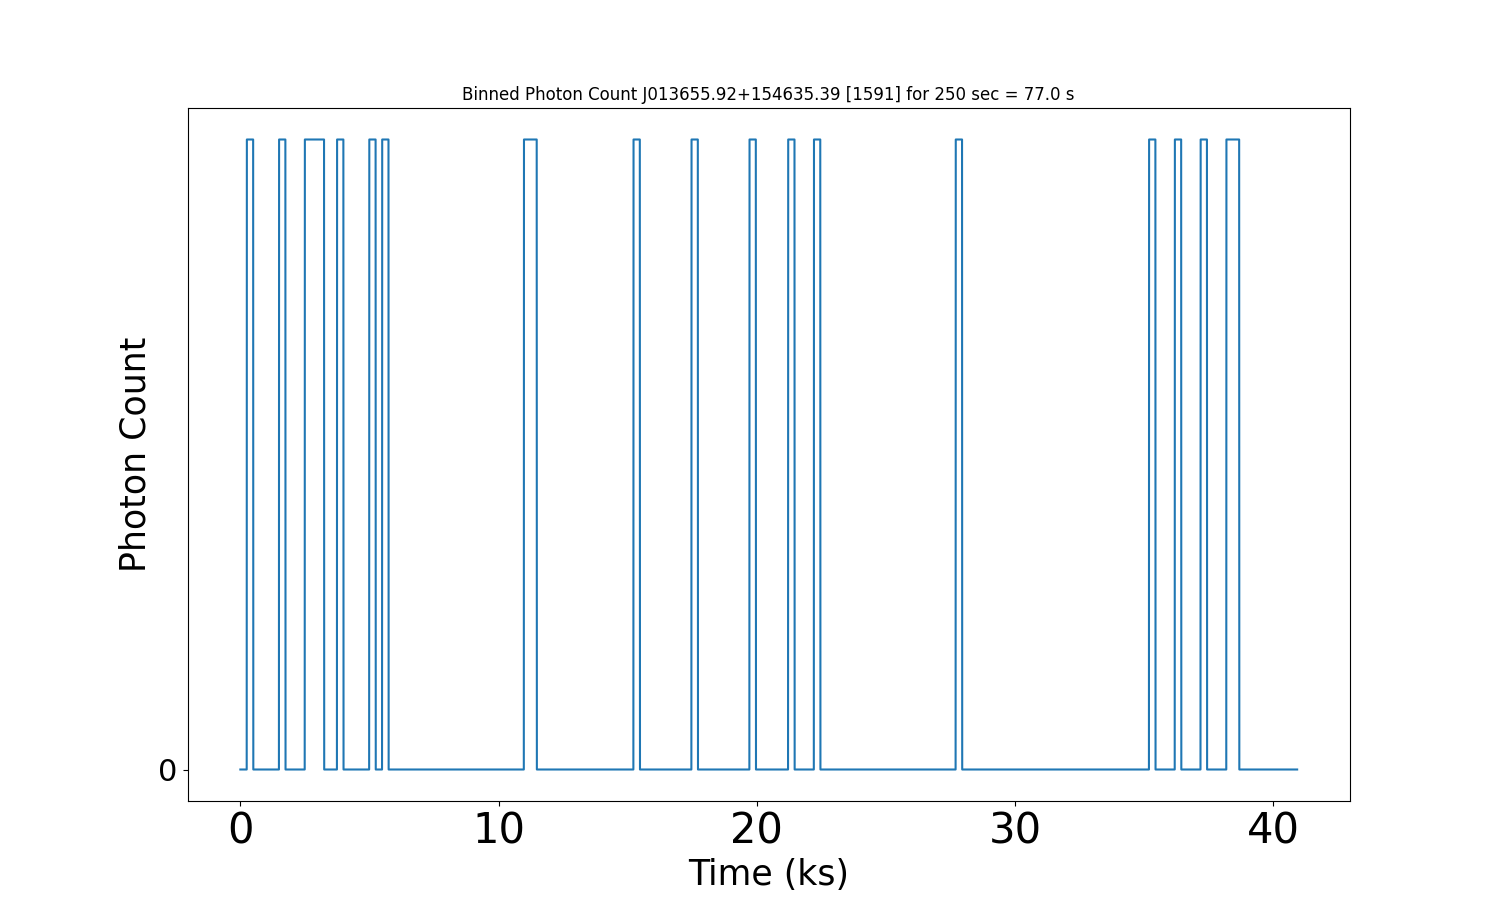 Binned Photon Count J013655.92+154635.39 [1591] for 250 sec = 77.0 s
Photon Count
0
0 10 20 30 40
Time (ks)